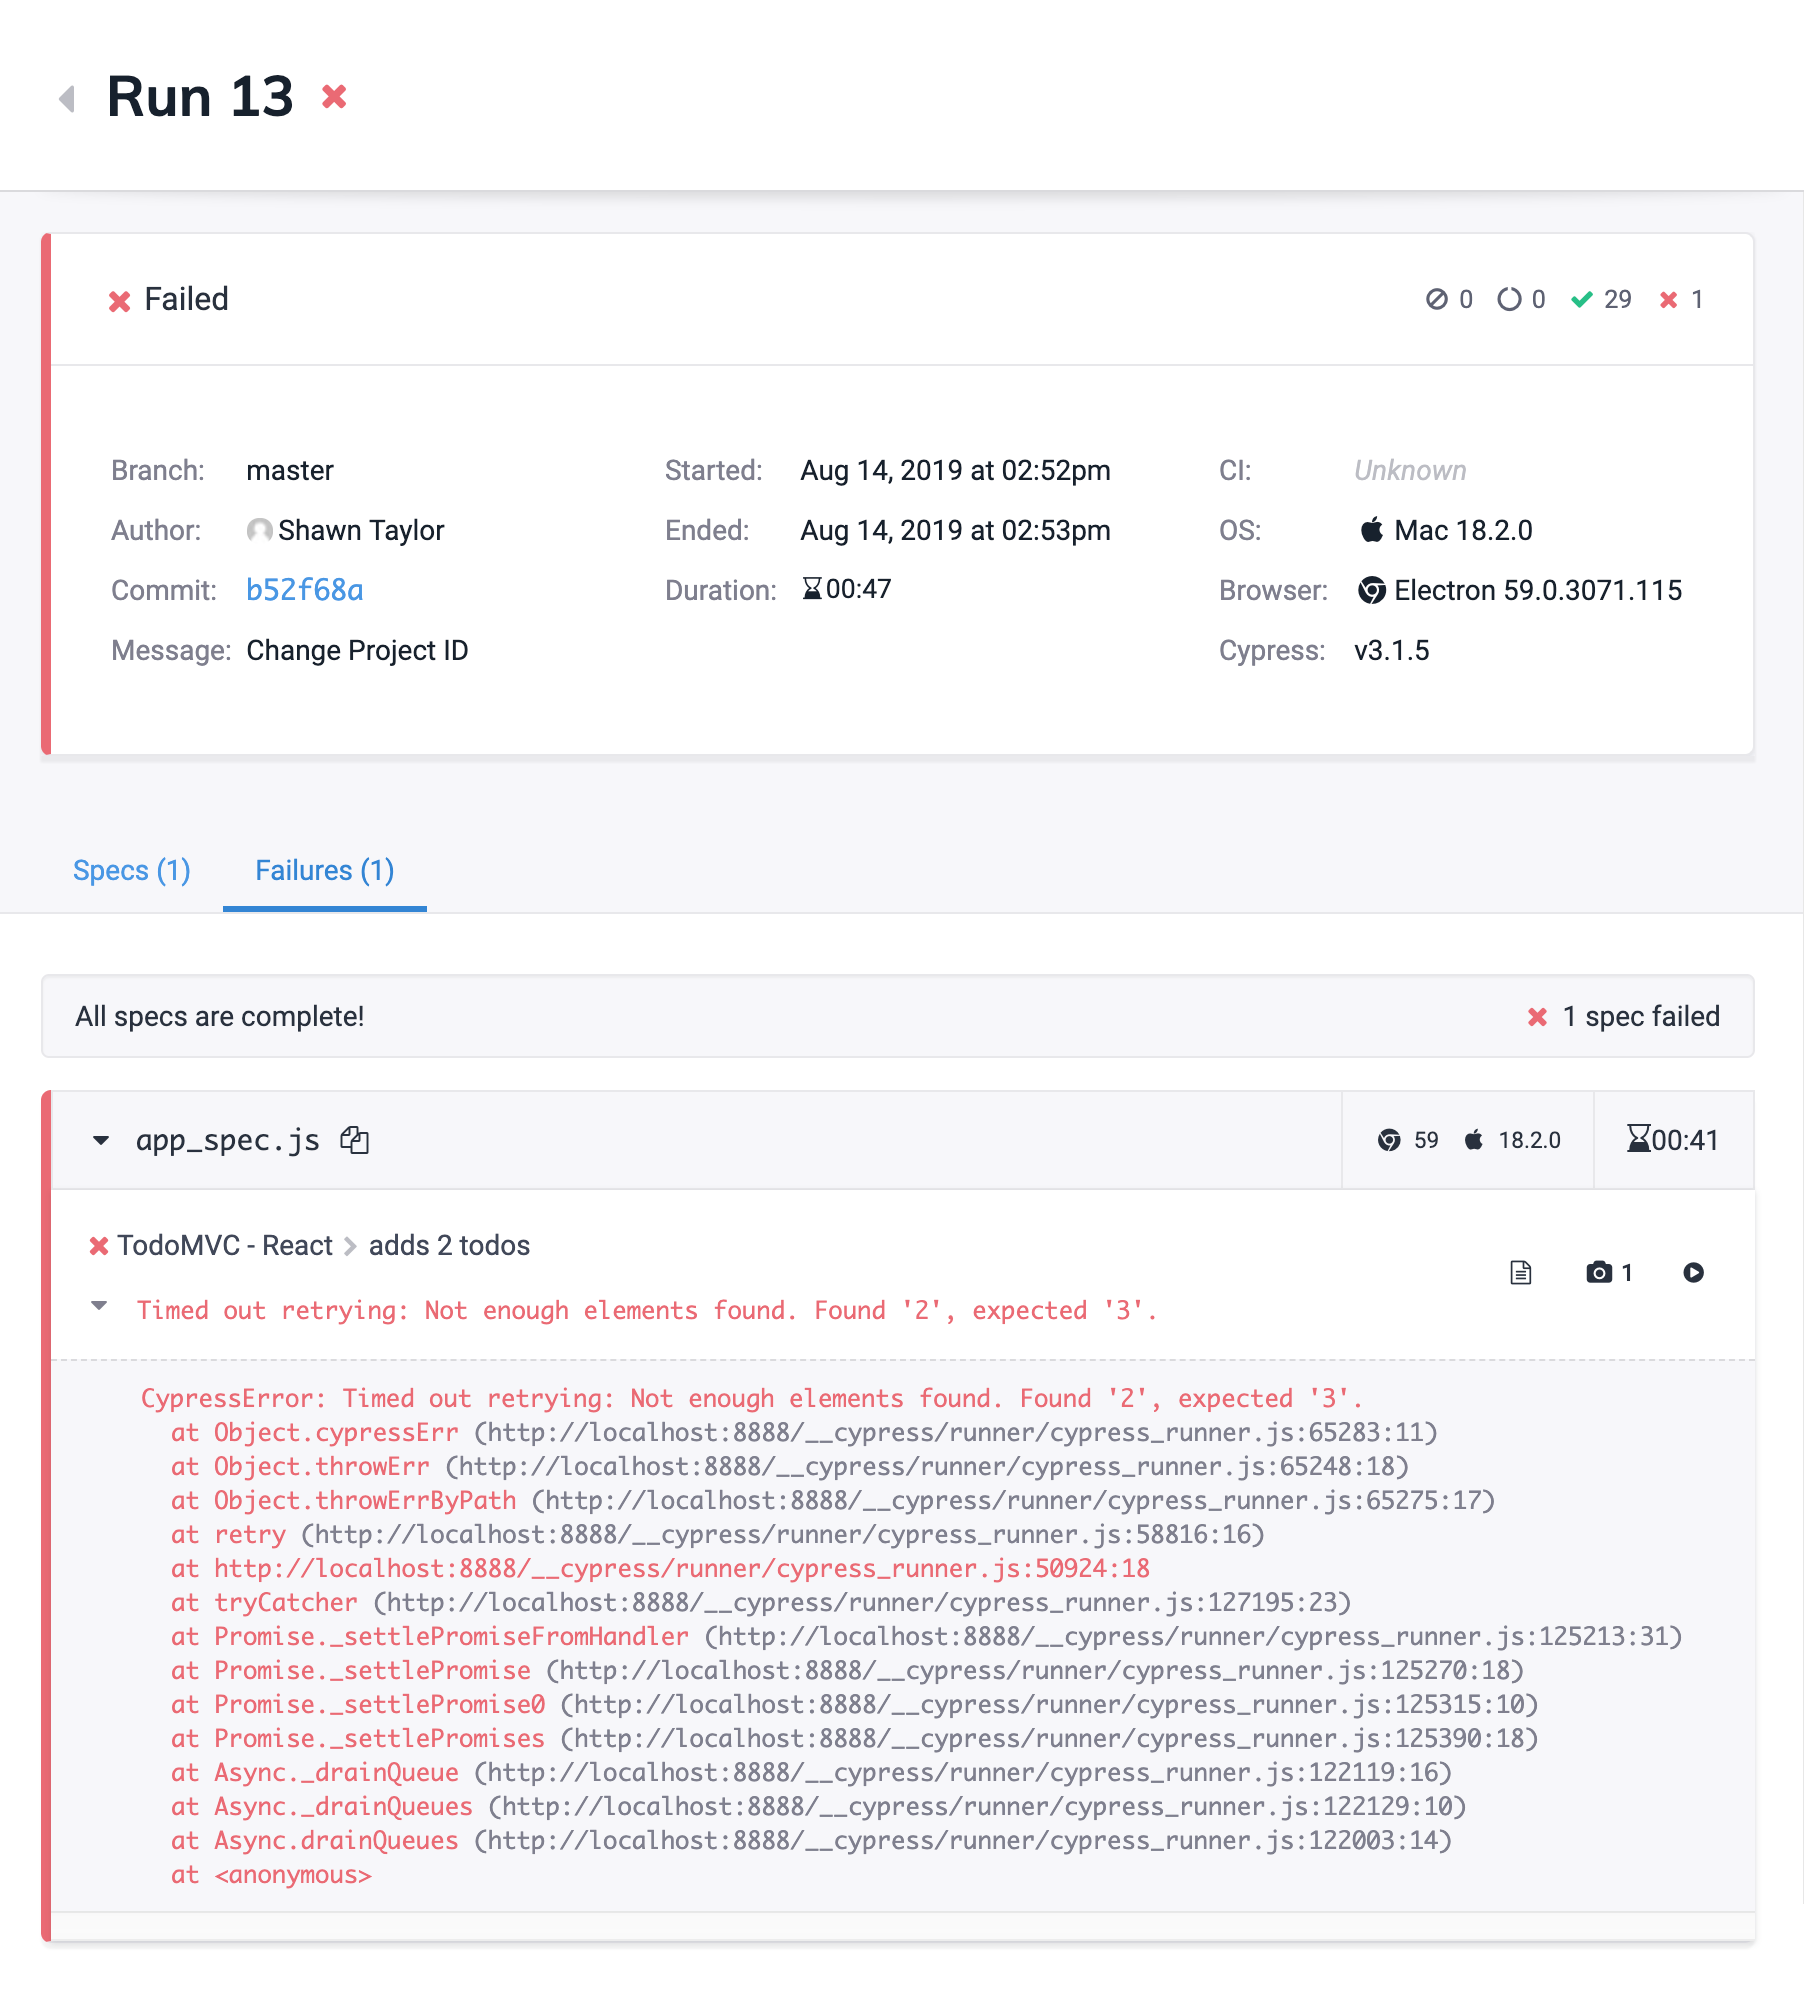 Run 13
Failed 0 0 29 1
Branch: master Started: Aug 14, 2019 at 02:52pm CI: Unknown
Author: Shawn Taylor Ended: Aug 14, 2019 at 02:53pm OS: Mac 18.2.0
Commit: b52f68a Duration: 00:47 Browser: Electron 59.0.3071.115
Message: Change Project ID Cypress: v3.1.5
Specs (1) Failures (1)
All specs are complete! 1 spec failed
app_spec.js 59 18.2.0 00:41
TodoMVC - React adds 2 todos
1
Timed out retrying: Not enough elements found. Found '2', expected '3'.
CypressError: Timed out retrying: Not enough elements found. Found '2', expected '3'.
at Object.cypressErr (http://localhost:8888/__cypress/runner/cypress_runner.js:65283:11)
at Object.throwErr (http://localhost:8888/__cypress/runner/cypress_runner.js:65248:18)
at Object.throwErrByPath (http://localhost:8888/__cypress/runner/cypress_runner.js:65275:17)
at retry (http://localhost:8888/__cypress/runner/cypress_runner.js:58816:16)
at http://localhost:8888/__cypress/runner/cypress_runner.js:50924:18
at tryCatcher (http://localhost:8888/__cypress/runner/cypress_runner.js:127195:23)
at Promise._settlePromiseFromHandler (http://localhost:8888/__cypress/runner/cypress_runner.js:125213:31)
at Promise._settlePromise (http://localhost:8888/__cypress/runner/cypress_runner.js:125270:18)
at Promise._settlePromise0 (http://localhost:8888/__cypress/runner/cypress_runner.js:125315:10)
at Promise._settlePromises (http://localhost:8888/__cypress/runner/cypress_runner.js:125390:18)
at Async._drainQueue (http://localhost:8888/__cypress/runner/cypress_runner.js:122119:16)
at Async._drainQueues (http://localhost:8888/__cypress/runner/cypress_runner.js:122129:10)
at Async.drainQueues (http://localhost:8888/__cypress/runner/cypress_runner.js:122003:14)
at <anonymous>